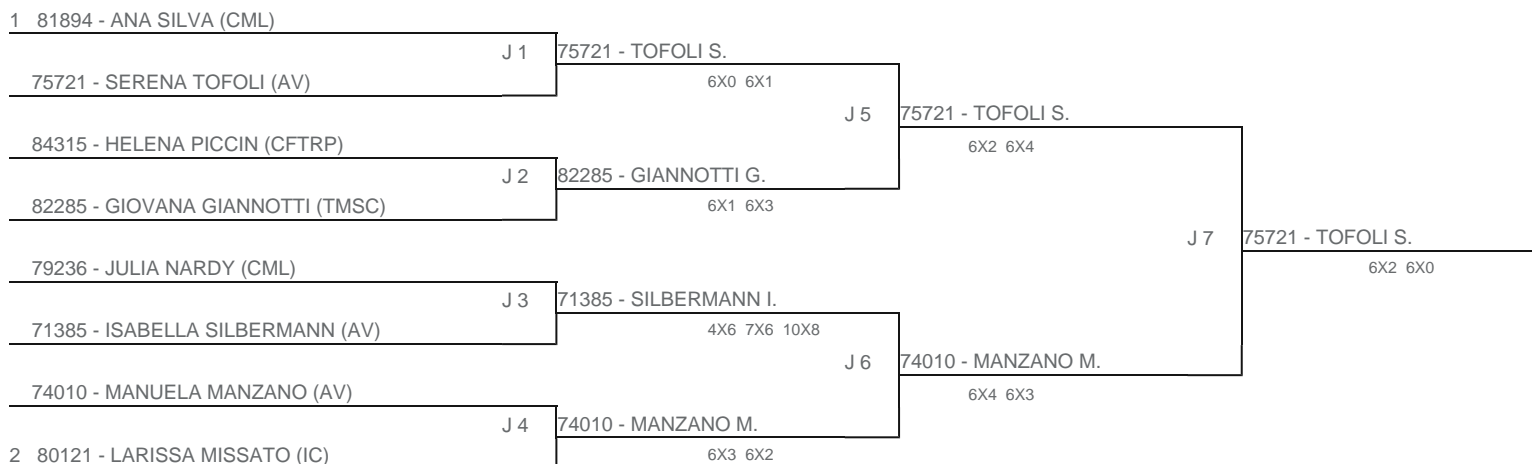 1 81894 - ANA SILVA (CML)
J 1
75721 - TOFOLI S.
75721 - SERENA TOFOLI (AV)
6X0 6X1
J 5
75721 - TOFOLI S.
84315 - HELENA PICCIN (CFTRP)
6X2 6X4
J 2
82285 - GIANNOTTI G.
82285 - GIOVANA GIANNOTTI (TMSC)
6X1 6X3
J 7
75721 - TOFOLI S.
79236 - JULIA NARDY (CML)
6X2 6X0
J 3
71385 - SILBERMANN I.
71385 - ISABELLA SILBERMANN (AV)
4X6 7X6 10X8
J 6
74010 - MANZANO M.
74010 - MANUELA MANZANO (AV)
6X4 6X3
J 4
74010 - MANZANO M.
2 80121 - LARISSA MISSATO (IC)
6X3 6X2